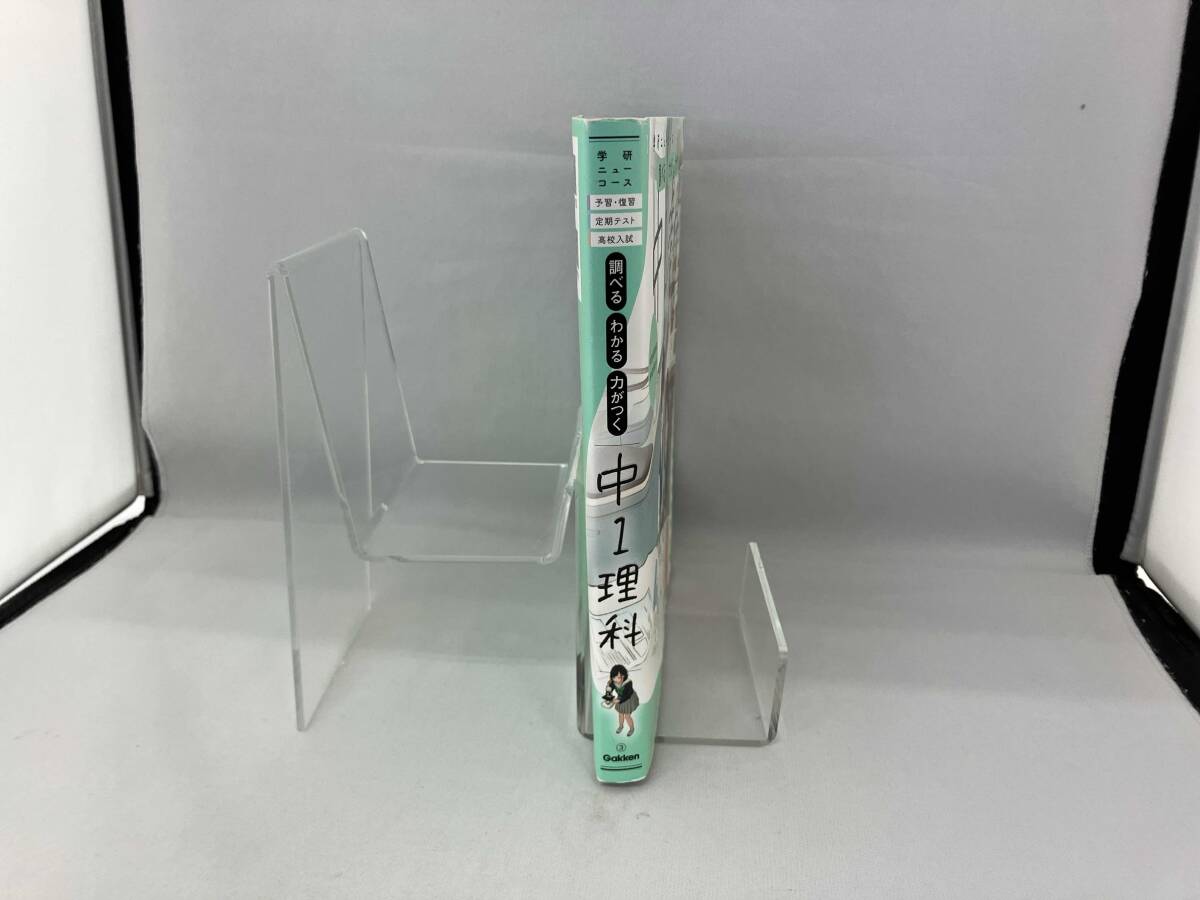 学研
ニュー
コース
予習・復習
定期テスト
高校入試
調べる
わかる
力がつく
中1理科
③
Gakken